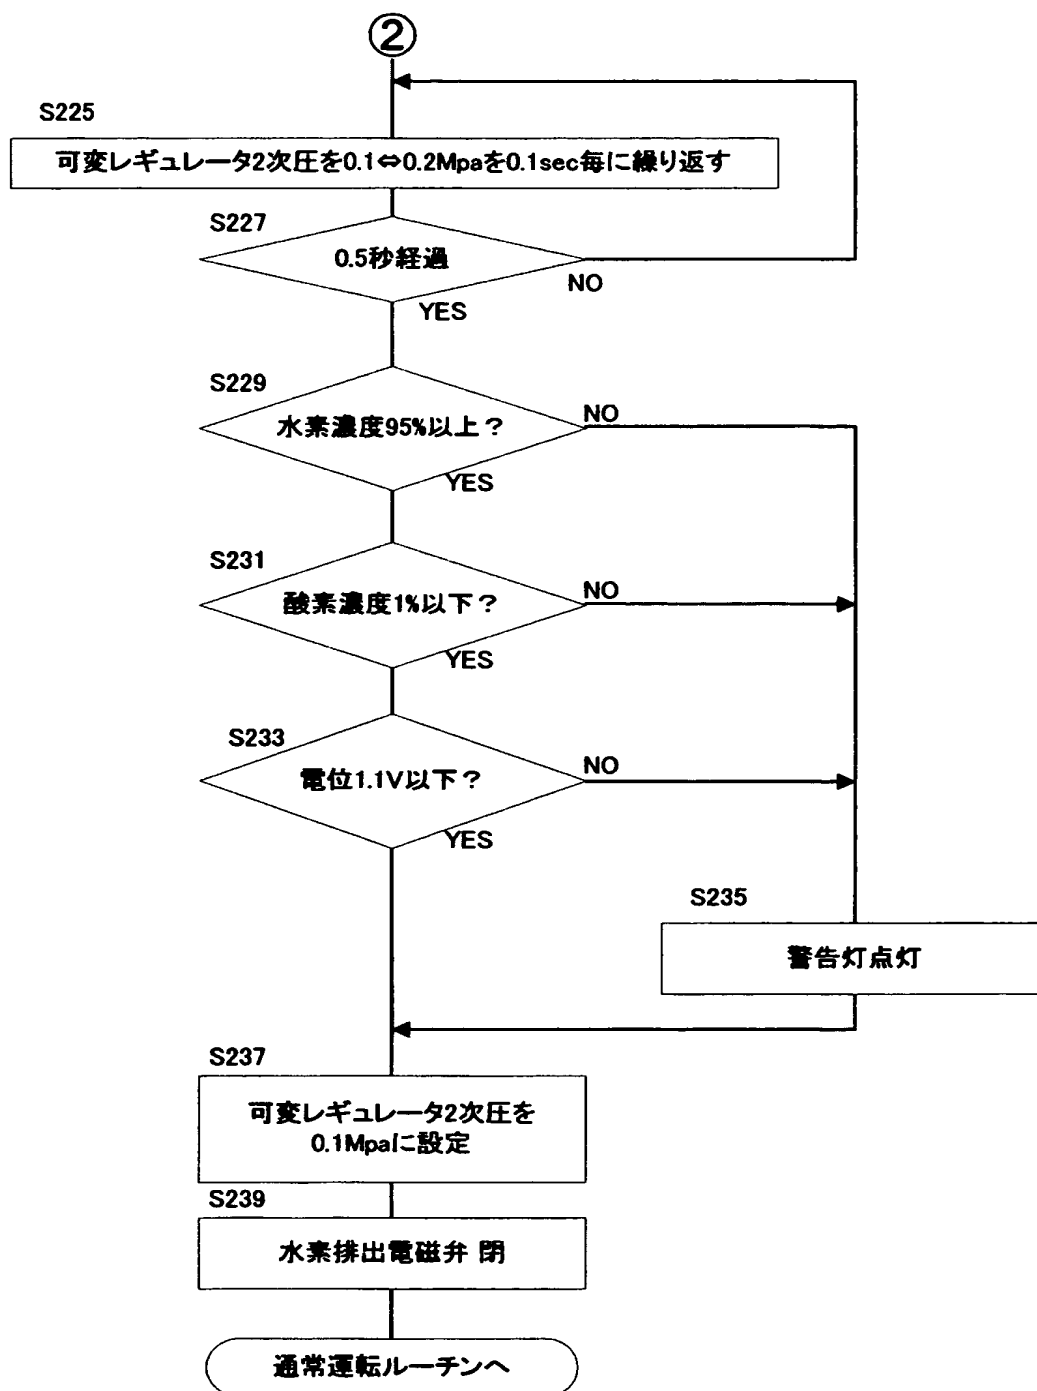 ②
S225
可変レギュレータ2次圧を0.1⇔0.2Mpaを0.1sec毎に繰り返す
S227
0.5秒経過
NO
YES
S229
水素濃度95%以上?
NO
YES
S231
酸素濃度1%以下?
NO
YES
S233
電位1.1V以下?
NO
YES
S235
警告灯点灯
S237
可変レギュレータ2次圧を
0.1Mpaに設定
S239
水素排出電磁弁 閉
通常運転ルーチンへ